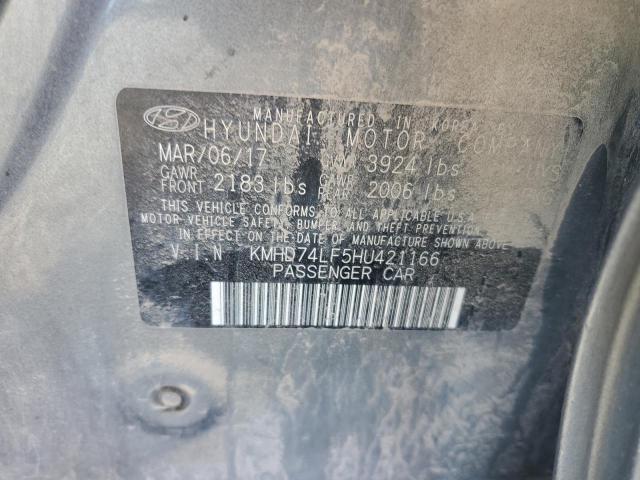 MANUFACTURED IN KOREA BY
HYUNDAI MOTOR COMPANY
MAR/06/17 GVWR 3924 lbs
GAWR FRONT 2183 lbs GAWR REAR 2006 lbs
THIS VEHICLE CONFORMS TO ALL APPLICABLE U.S.A
MOTOR VEHICLE SAFETY, BUMPER, AND THEFT PREVENTION
STANDARDS IN EFFECT ON THE DATE OF MANUFACTURE SHOWN ABOVE
V.I.N KMHD74LF5HU421166
PASSENGER CAR